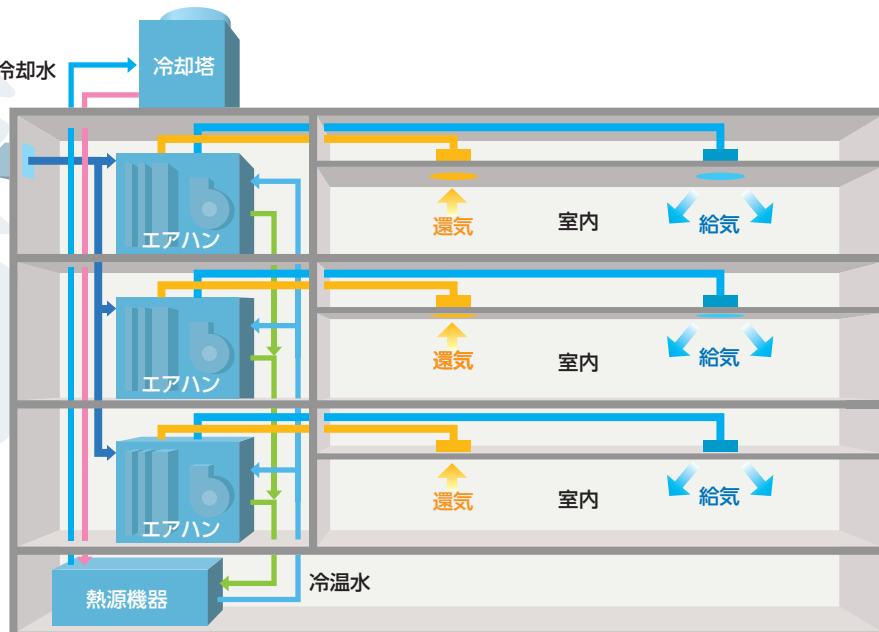 冷却塔
冷却水
エアハン
還気
室内
給気
エアハン
還気
室内
給気
エアハン
還気
室内
給気
熱源機器
冷温水